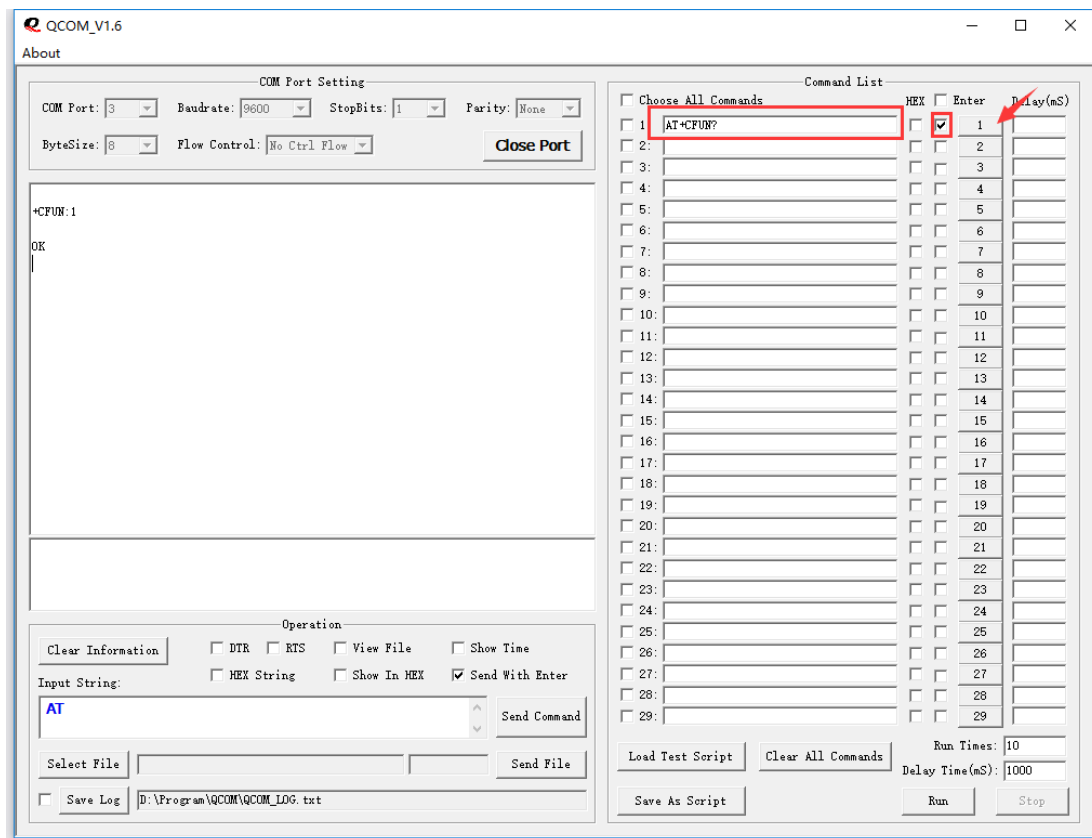 QCOM_V1.6
About
COM Port Setting
COM Port: 3 Baudrate: 9600 StopBits: 1 Parity: None
ByteSize: 8 Flow Control: No Ctrl Flow Close Port
+CFUN:1
OK
Operation
Clear Information DTR RTS View File Show Time
HEX String Show In HEX Send With Enter
Input String:
AT
Send Command
Select File Send File
Save Log D:\Program\QCOM\QCOM_LOG.txt
Command List
Choose All Commands HEX Enter Delay(mS)
1 AT+CFUN? 1
2: 2
3: 3
4: 4
5: 5
6: 6
7: 7
8: 8
9: 9
10: 10
11: 11
12: 12
13: 13
14: 14
15: 15
16: 16
17: 17
18: 18
19: 19
20: 20
21: 21
22: 22
23: 23
24: 24
25: 25
26: 26
27: 27
28: 28
29: 29
Load Test Script Clear All Commands Run Times: 10
Delay Time(mS): 1000
Save As Script Run Stop